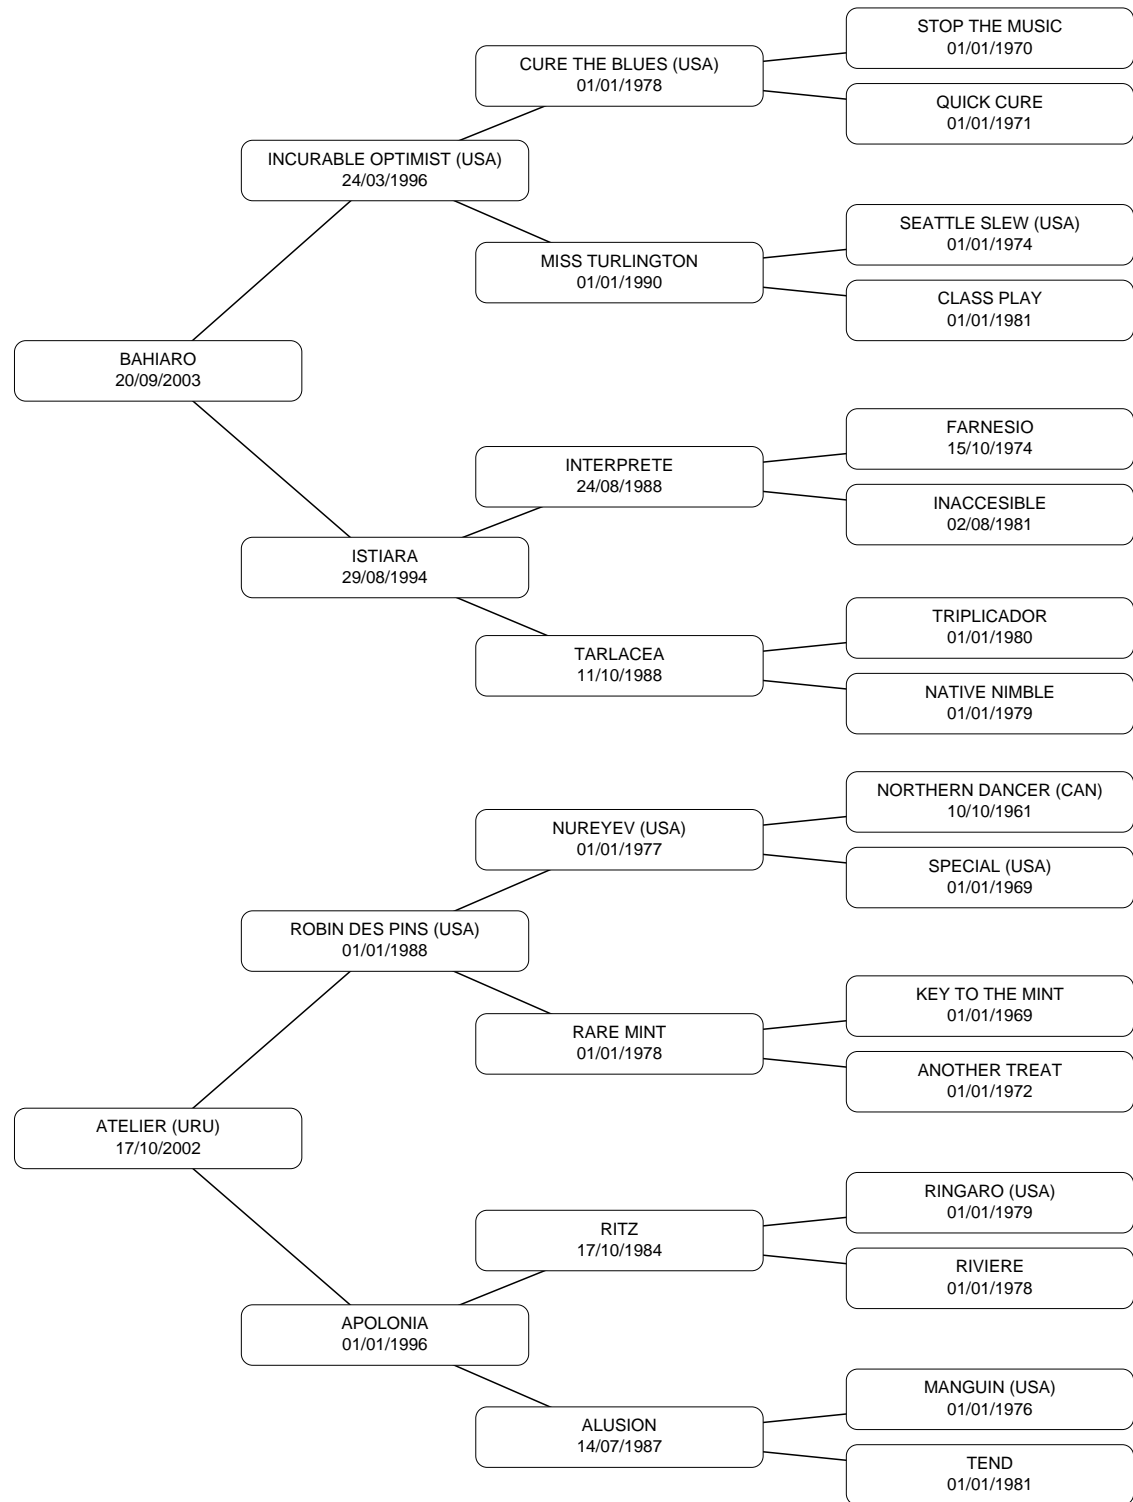 STOP THE MUSIC
01/01/1970
CURE THE BLUES (USA)
01/01/1978
QUICK CURE
01/01/1971
INCURABLE OPTIMIST (USA)
24/03/1996
SEATTLE SLEW (USA)
01/01/1974
MISS TURLINGTON
01/01/1990
CLASS PLAY
01/01/1981
BAHIARO
20/09/2003
FARNESIO
15/10/1974
INTERPRETE
24/08/1988
INACCESIBLE
02/08/1981
ISTIARA
29/08/1994
TRIPLICADOR
01/01/1980
TARLACEA
11/10/1988
NATIVE NIMBLE
01/01/1979
NORTHERN DANCER (CAN)
10/10/1961
NUREYEV (USA)
01/01/1977
SPECIAL (USA)
01/01/1969
ROBIN DES PINS (USA)
01/01/1988
KEY TO THE MINT
01/01/1969
RARE MINT
01/01/1978
ANOTHER TREAT
01/01/1972
ATELIER (URU)
17/10/2002
RINGARO (USA)
01/01/1979
RITZ
17/10/1984
RIVIERE
01/01/1978
APOLONIA
01/01/1996
MANGUIN (USA)
01/01/1976
ALUSION
14/07/1987
TEND
01/01/1981